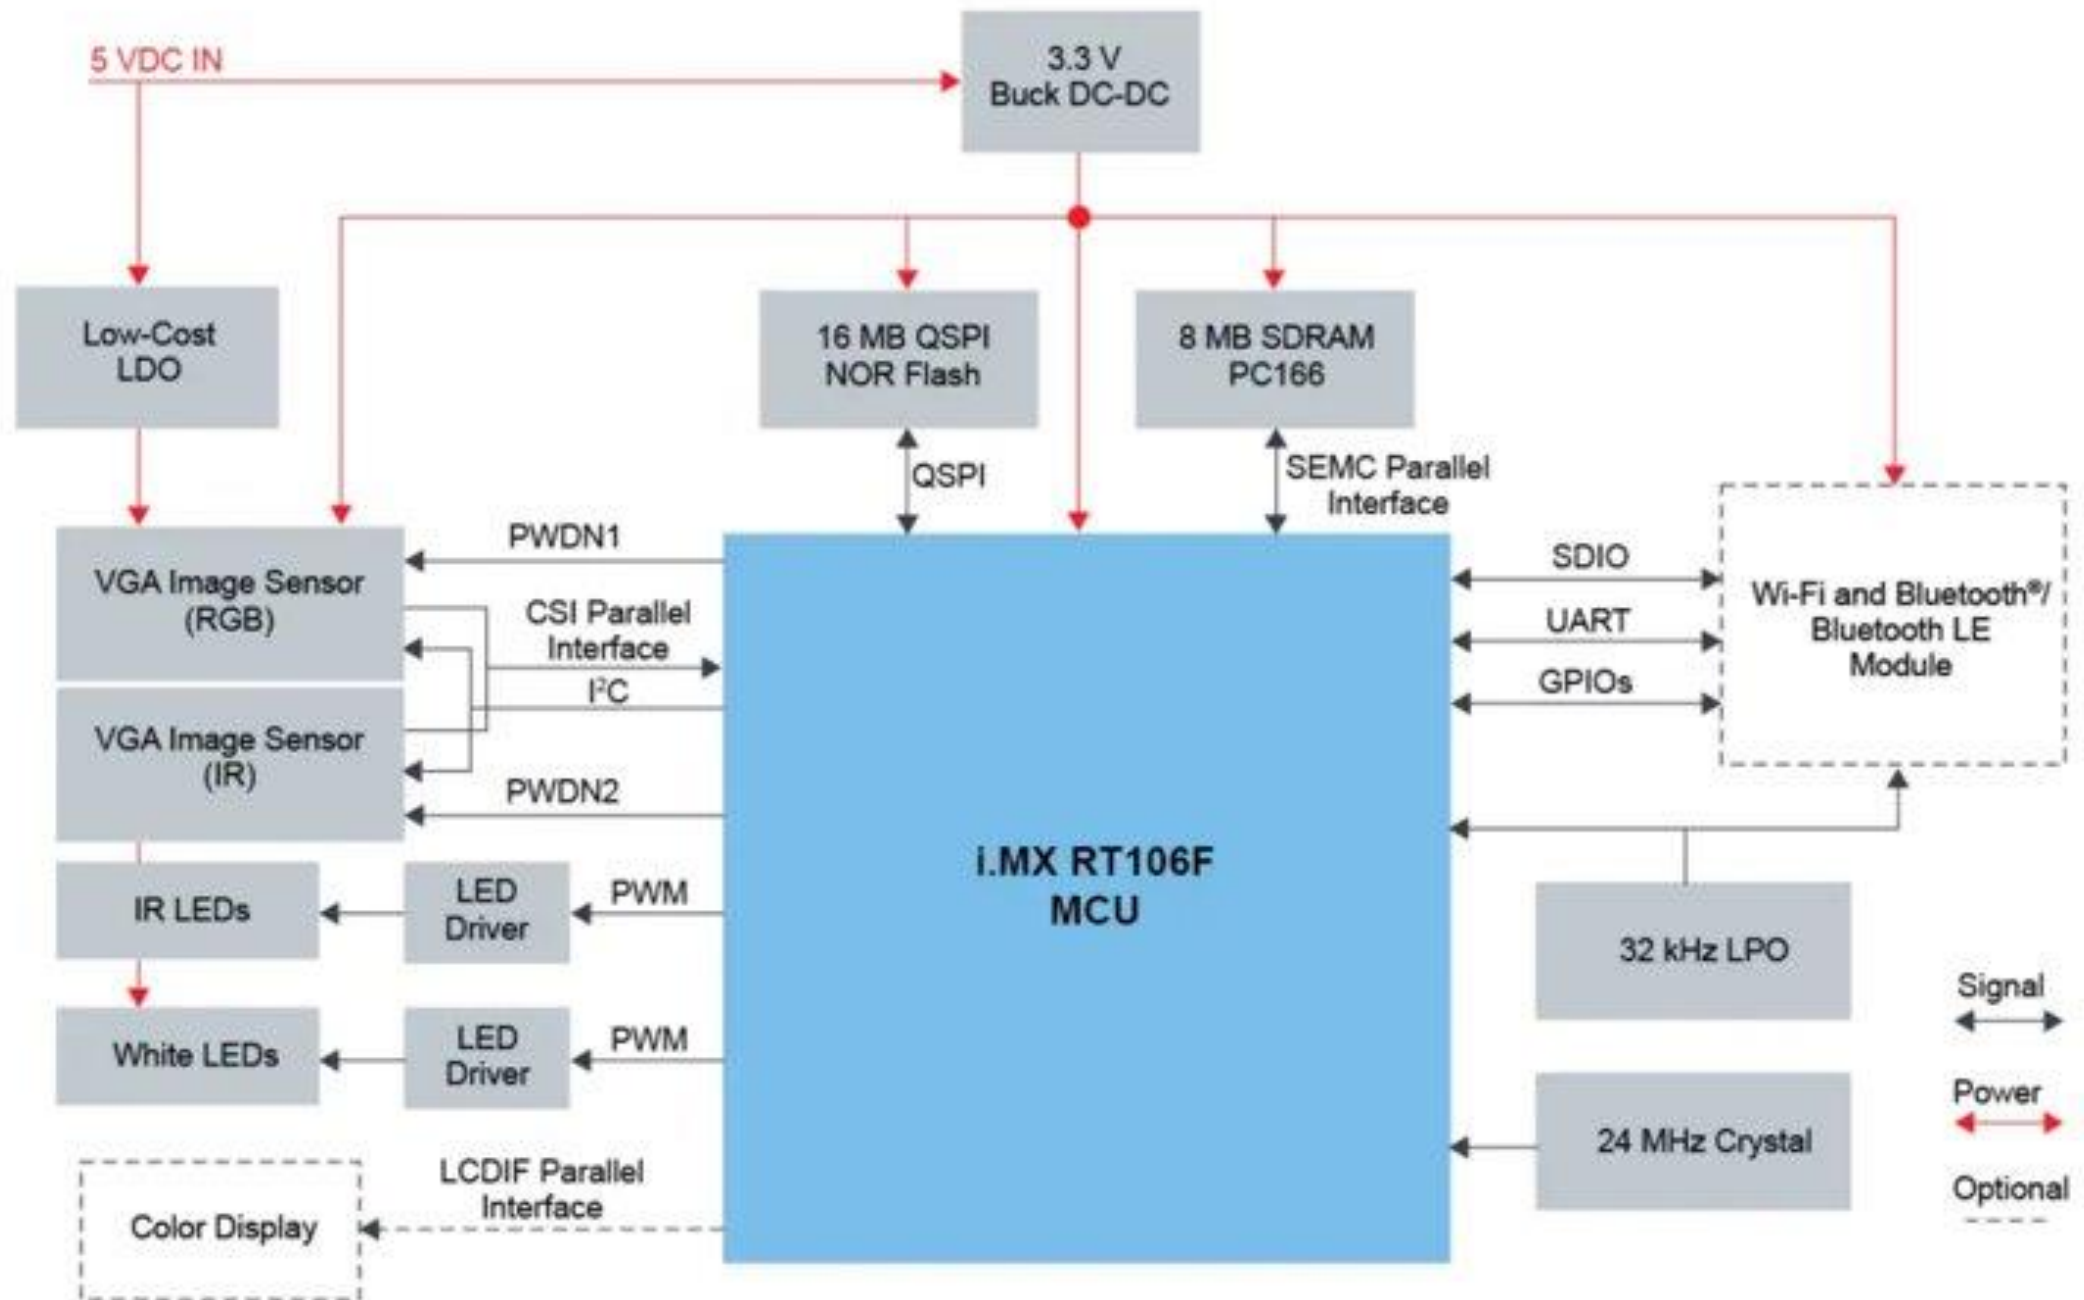 5 VDC IN
3.3 V
Buck DC-DC
Low-Cost
LDO
16 MB QSPI
NOR Flash
8 MB SDRAM
PC166
QSPI
SEMC Parallel
Interface
VGA Image Sensor
(RGB)
PWDN1
CSI Parallel
Interface
I²C
VGA Image Sensor
(IR)
PWDN2
SDIO
UART
GPIOs
Wi-Fi and Bluetooth®/
Bluetooth LE
Module
i.MX RT106F
MCU
IR LEDs
LED
Driver
PWM
White LEDs
LED
Driver
PWM
32 kHz LPO
24 MHz Crystal
Color Display
LCDIF Parallel
Interface
Signal
Power
Optional